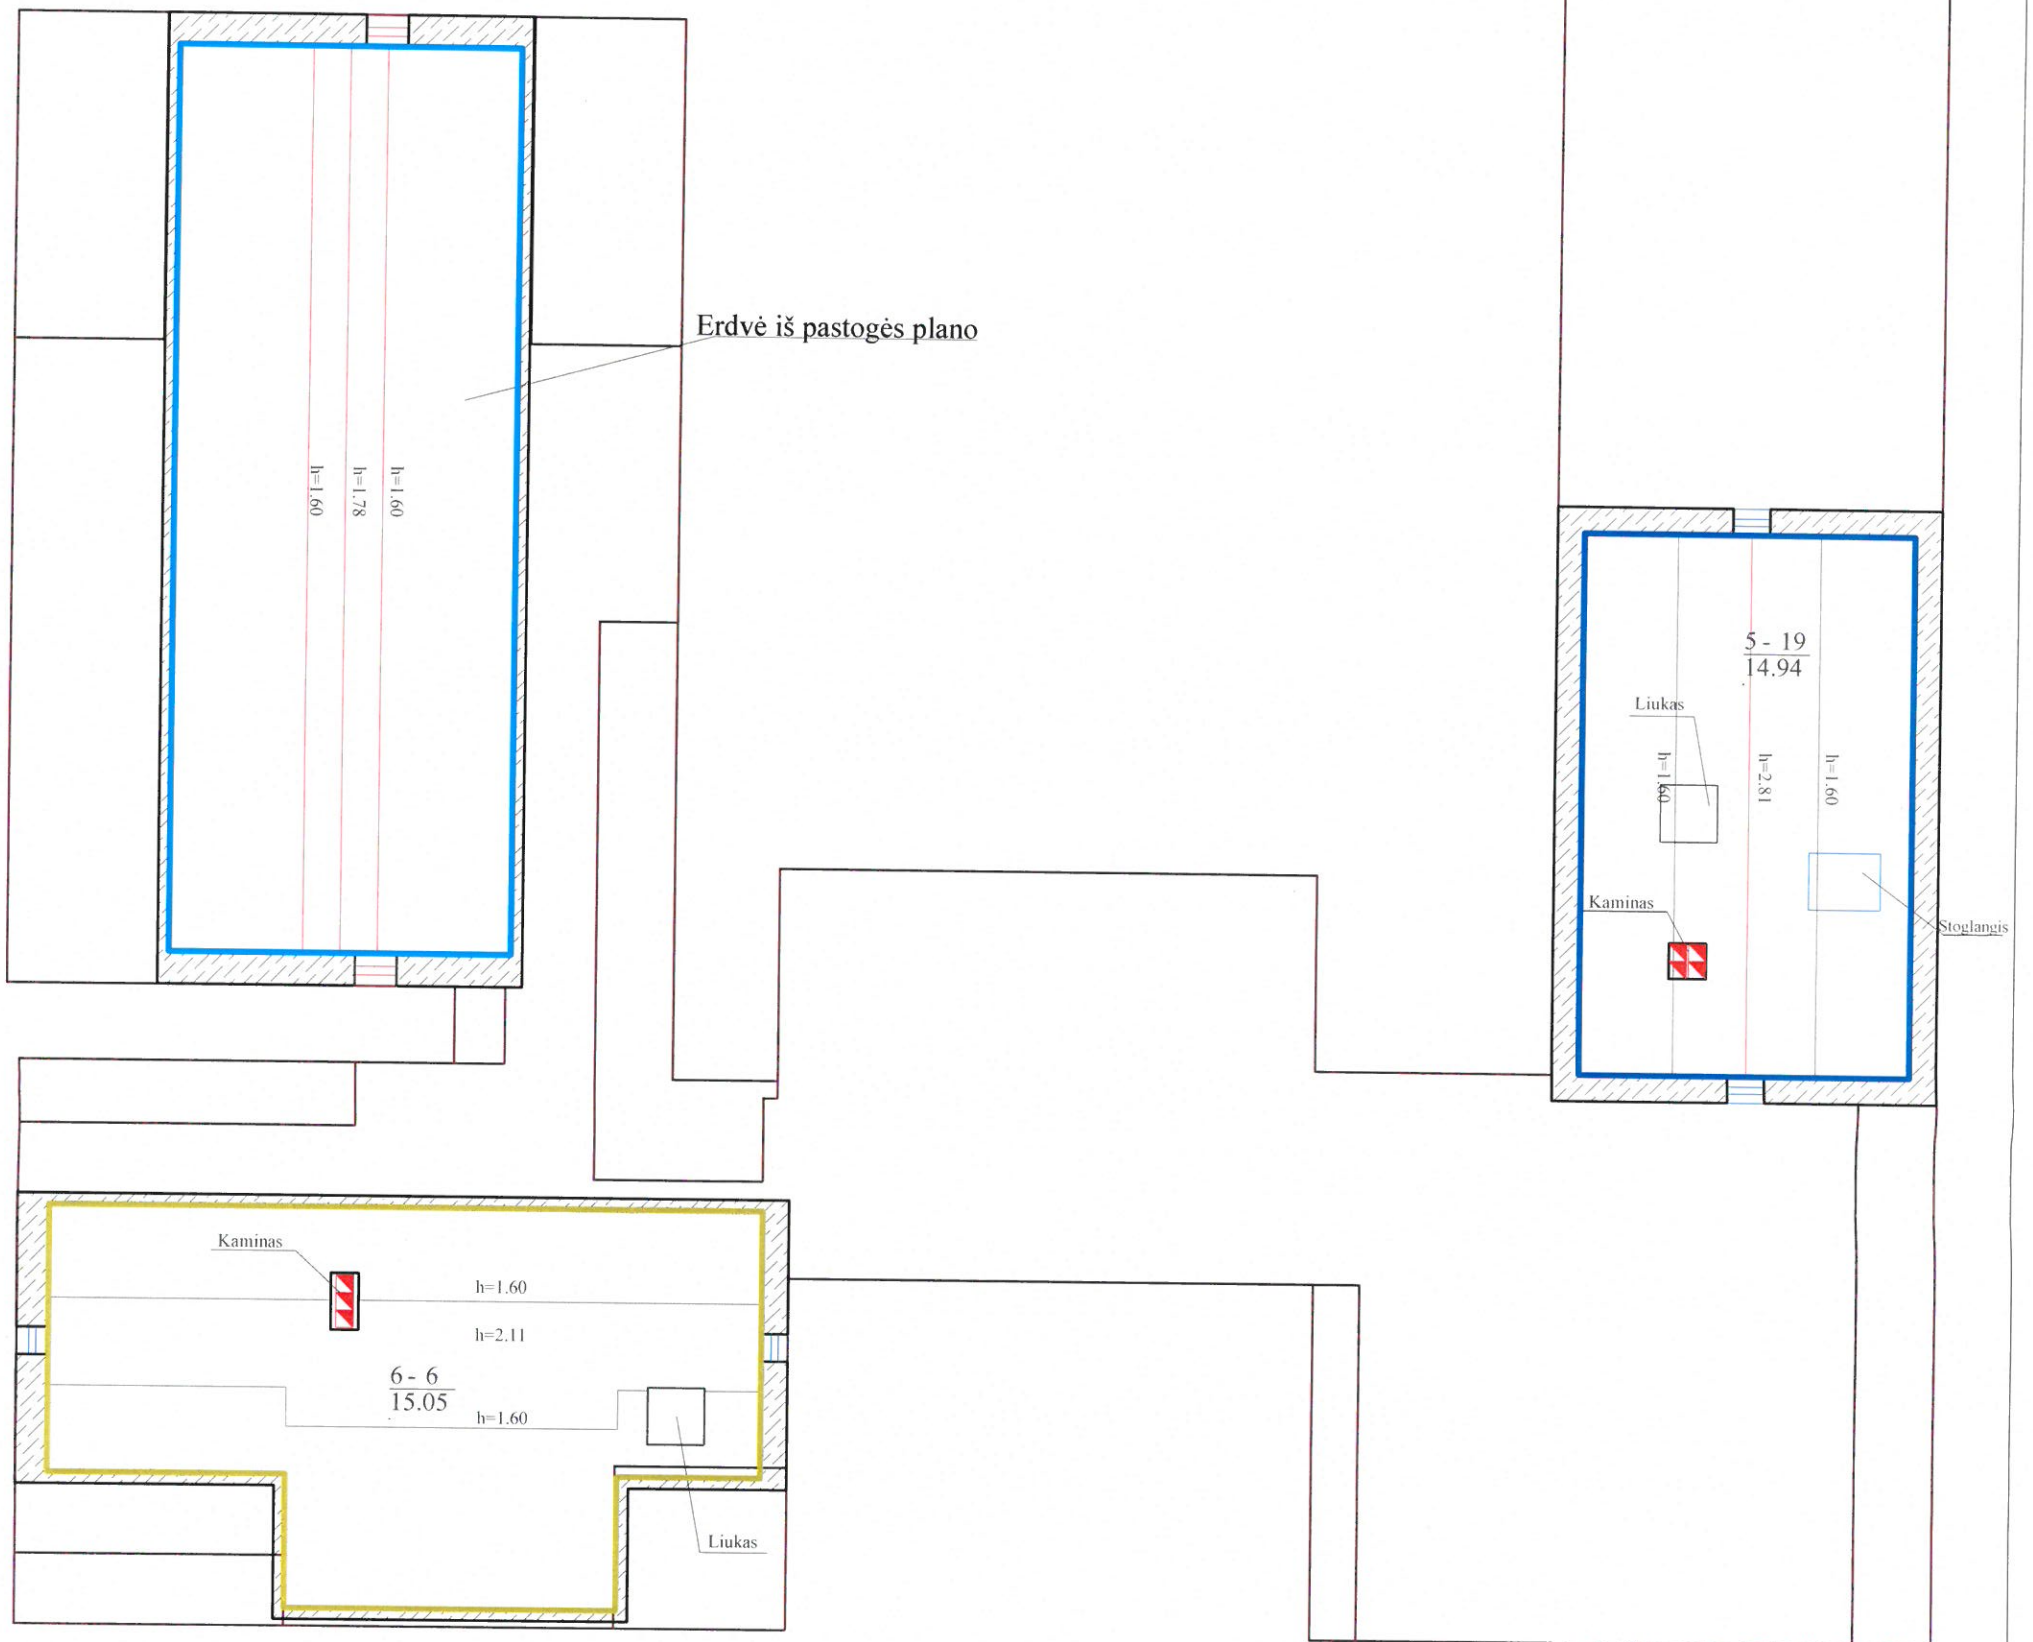 Erdvė iš pastogės plano
h=1.60
h=1.78
h=1.60
5 - 19
14.94
Liukas
h=1.60
h=2.81
h=1.60
Kaminas
Stoglangis
Kaminas
h=1.60
h=2.11
6 - 6
15.05
h=1.60
Liukas